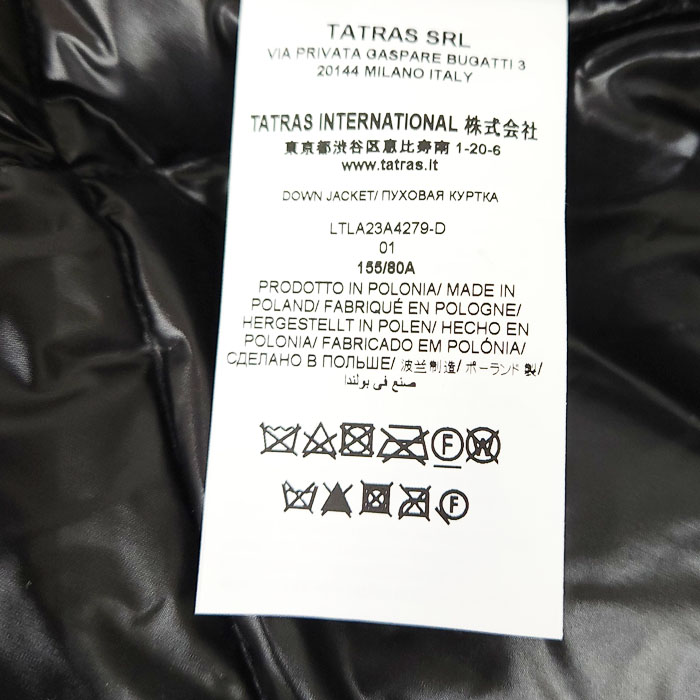 TATRAS SRL
VIA PRIVATA GASPARE BUGATTI 3
20144 MILANO ITALY
TATRAS INTERNATIONAL 株式会社
東京都渋谷区恵比寿南 1-20-6
www.tatras.it
DOWN JACKET/ ПУХОВАЯ КУРТКА
LTLA23A4279-D
01
155/80A
PRODOTTO IN POLONIA/ MADE IN
POLAND/ FABRIQUÉ EN POLOGNE/
HERGESTELLT IN POLEN/ HECHO EN
POLONIA/ FABRICADO EM POLÓNIA/
СДЕЛАНО В ПОЛЬШЕ/ 波兰制造/ ポーランド製/
صنع في بولندا
F W
F